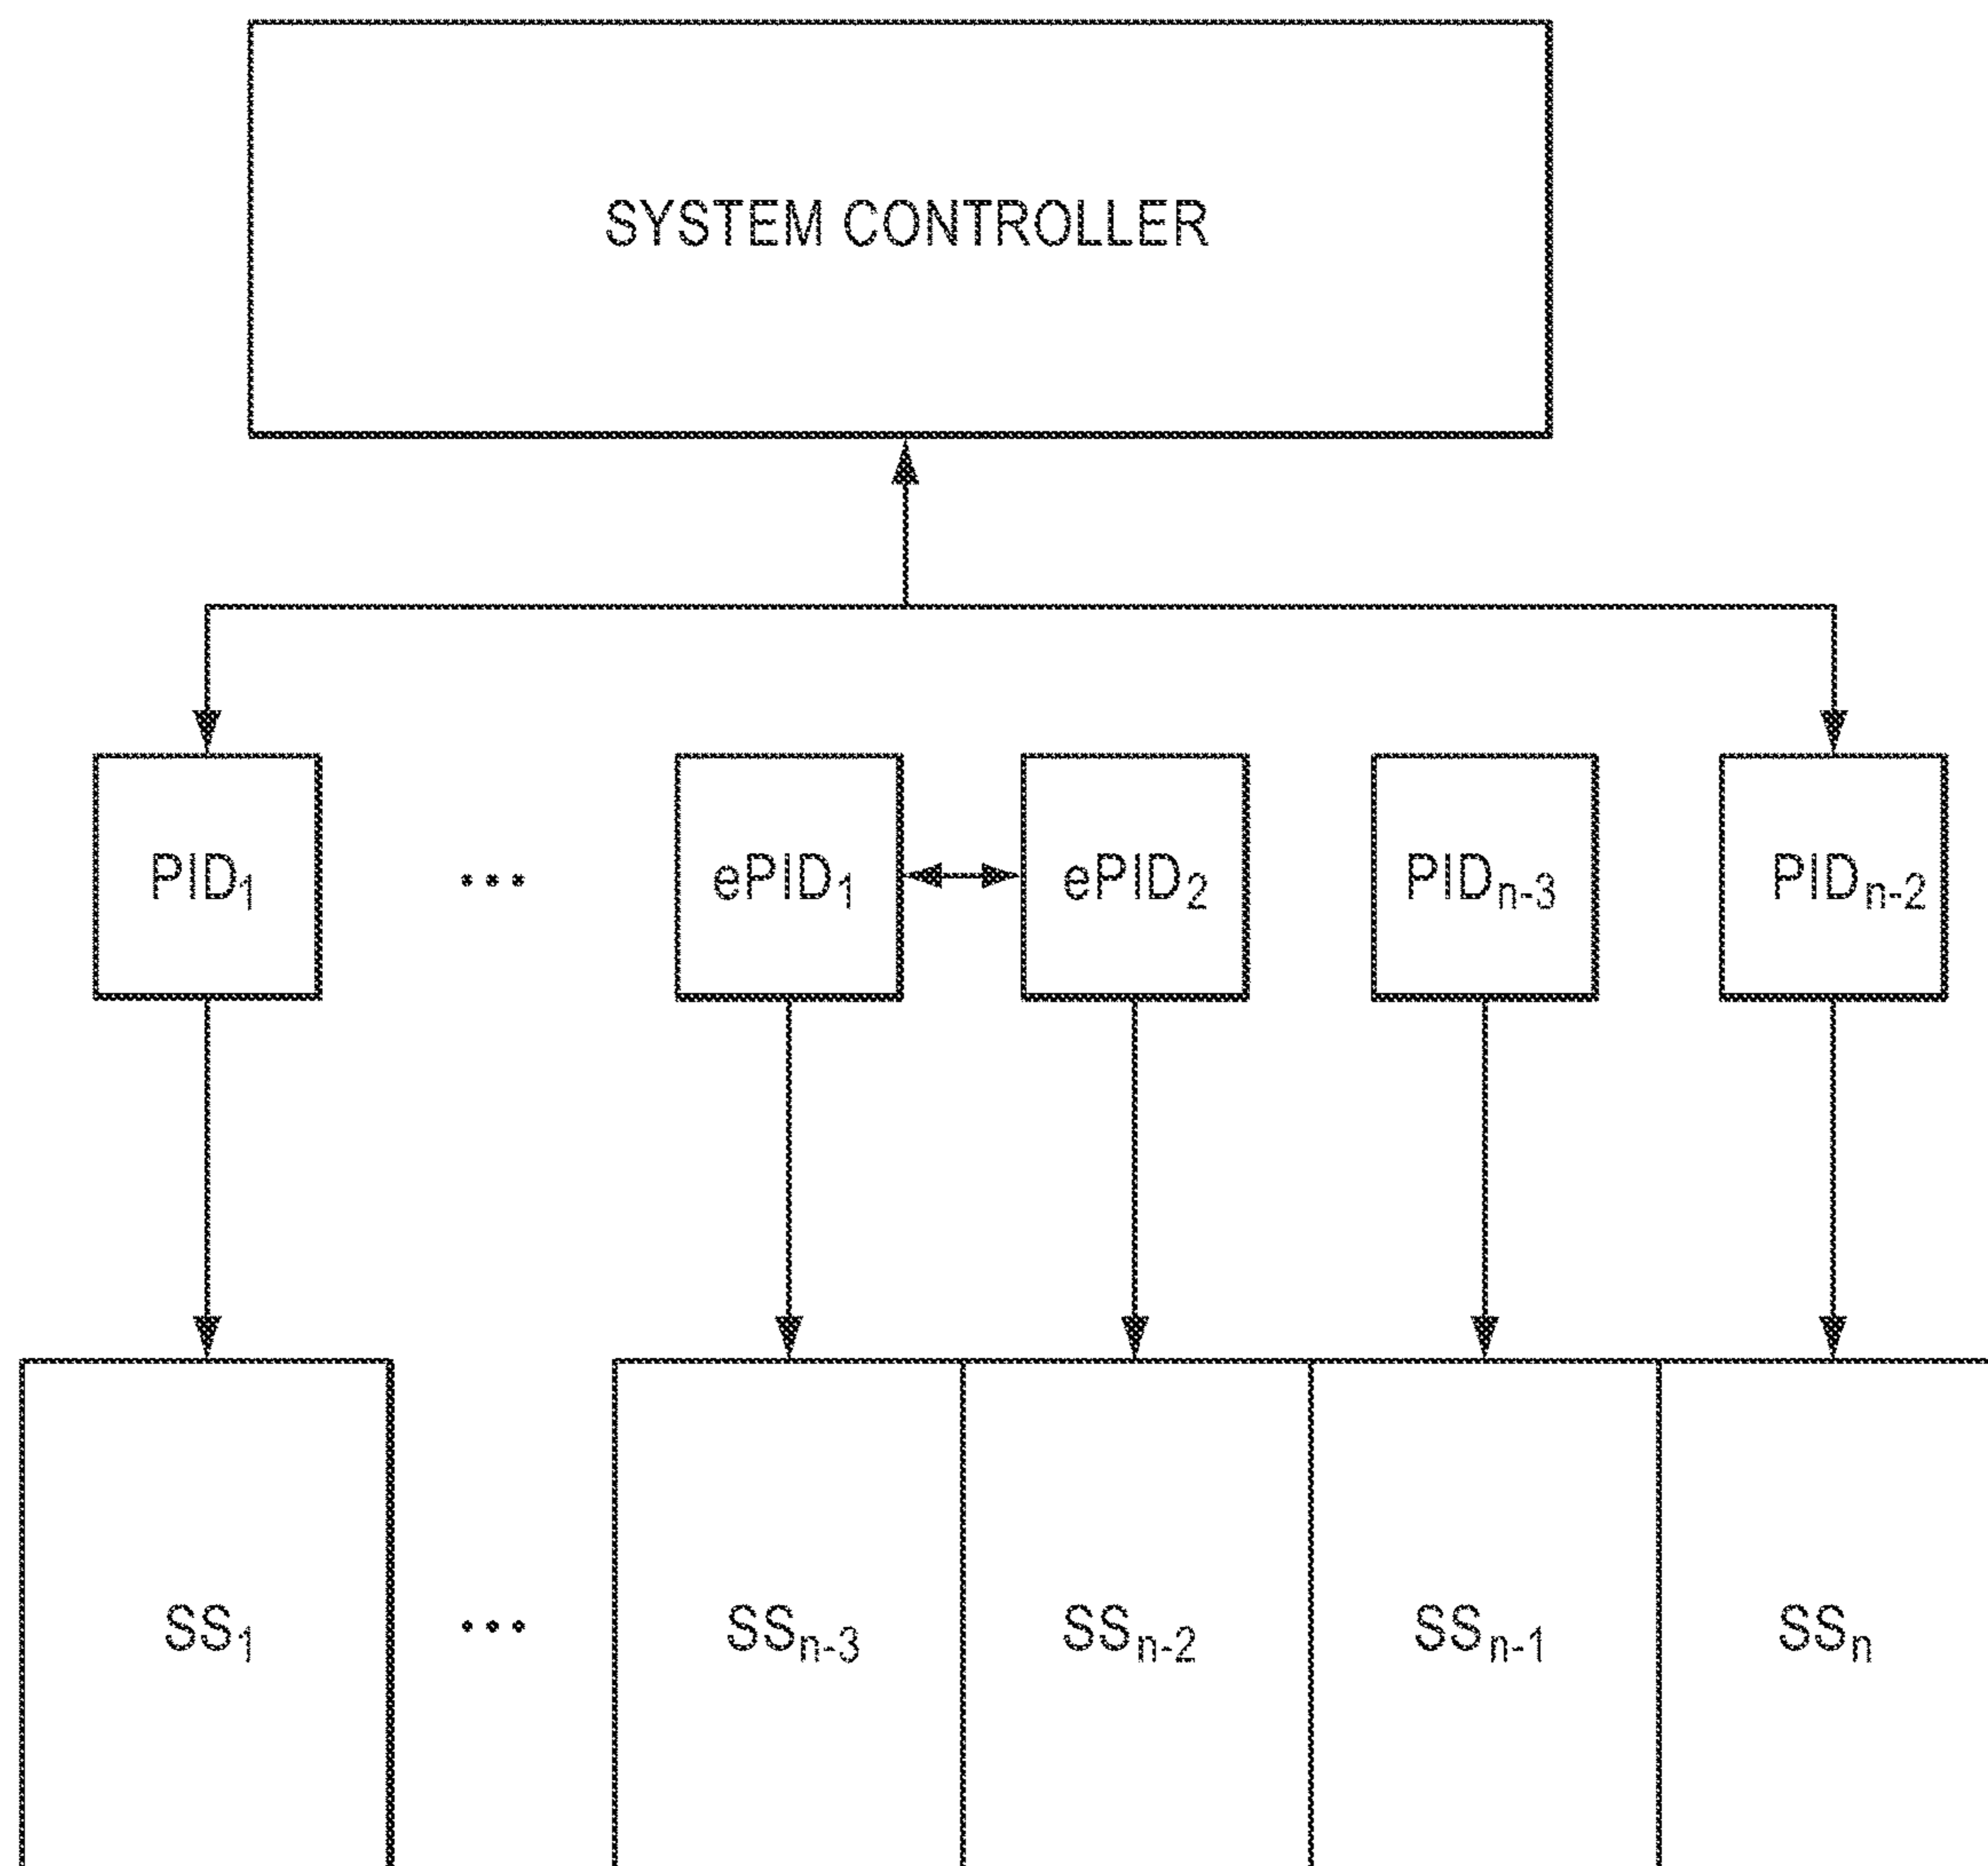 SYSTEM CONTROLLER
PID₁ ... ePID₁ ePID₂ PIDₙ₋₃ PIDₙ₋₂
SS₁ ... SSₙ₋₃ SSₙ₋₂ SSₙ₋₁ SSₙ